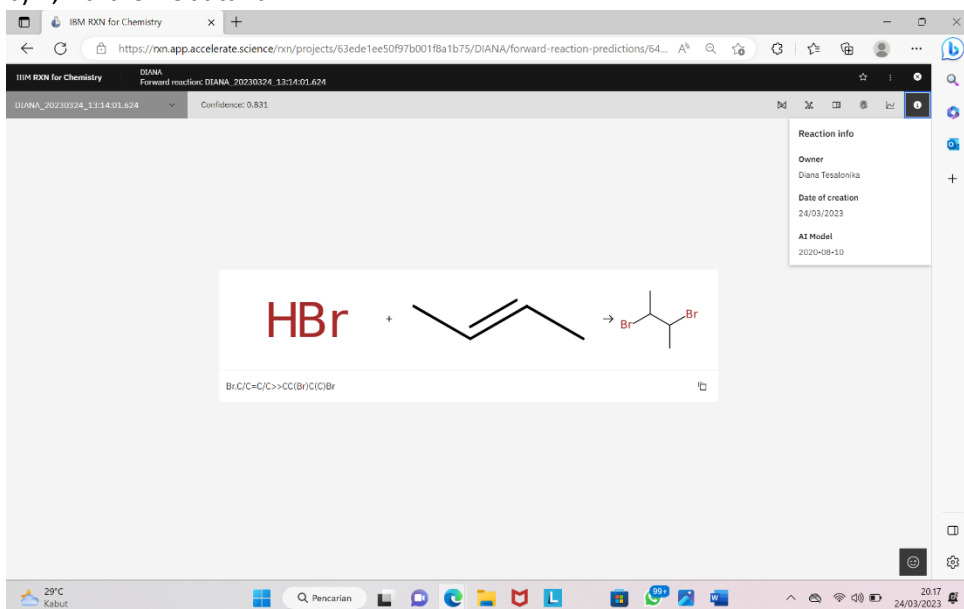 IBM RXN for Chemistry
https://rxn.app.accelerate.science/rxn/projects/63ede1ee50f97b001f8a1b75/DIANA/forward-reaction-predictions/64...
IBM RXN for Chemistry
DIANA
Forward reaction: DIANA_20230324_13:14:01.624
DIANA_20230324_13:14:01.624
Confidence: 0.831
Reaction info
Owner
Diana Tesalonika
Date of creation
24/03/2023
AI Model
2020-08-10
HBr + → Br Br
Br.C/C=C/C>>CC(Br)C(C)Br
29°C
Kabut
Pencarian
99+
20.17
24/03/2023